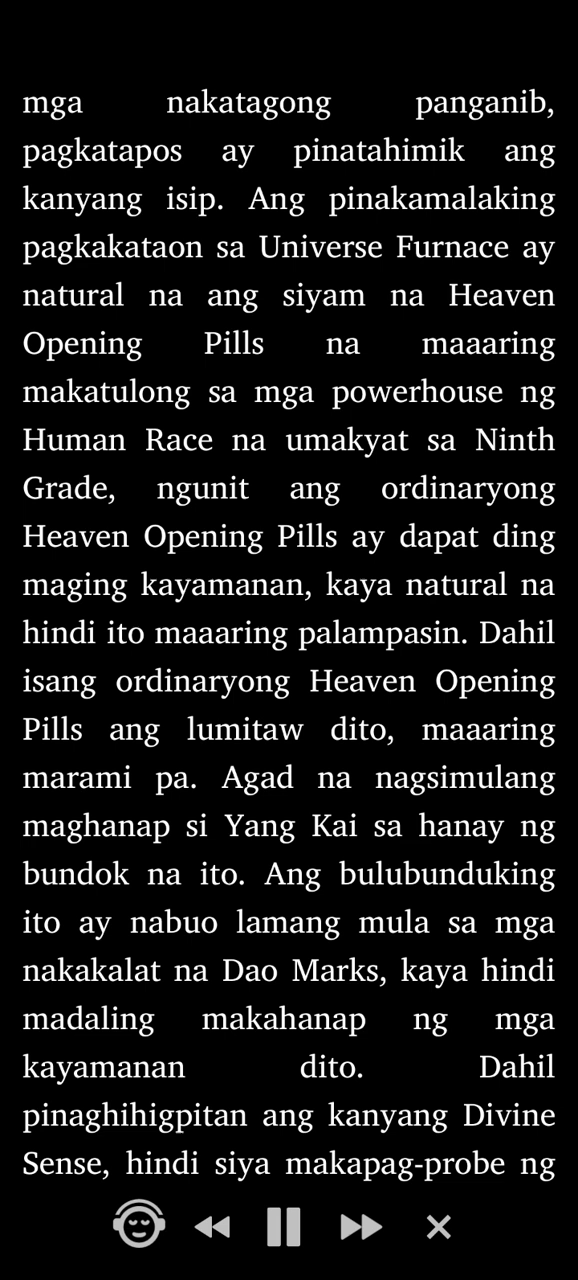 mga nakatagong panganib,
pagkatapos ay pinatahimik ang
kanyang isip. Ang pinakamalaking
pagkakataon sa Universe Furnace ay
natural na ang siyam na Heaven
Opening Pills na maaaring
makatulong sa mga powerhouse ng
Human Race na umakyat sa Ninth
Grade, ngunit ang ordinaryong
Heaven Opening Pills ay dapat ding
maging kayamanan, kaya natural na
hindi ito maaaring palampasin. Dahil
isang ordinaryong Heaven Opening
Pills ang lumitaw dito, maaaring
marami pa. Agad na nagsimulang
maghanap si Yang Kai sa hanay ng
bundok na ito. Ang bulubunduking
ito ay nabuo lamang mula sa mga
nakakalat na Dao Marks, kaya hindi
madaling makahanap ng mga
kayamanan dito. Dahil
pinaghihigpitan ang kanyang Divine
Sense, hindi siya makapag-probe ng